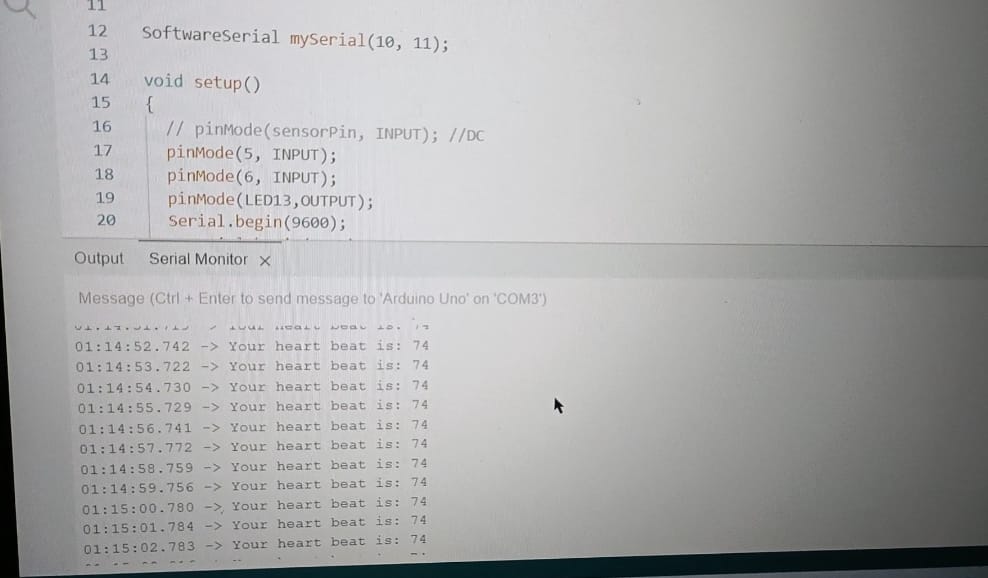 11
12 SoftwareSerial mySerial(10, 11);
13
14 void setup()
15 {
16 // pinMode(sensorPin, INPUT); //DC
17 pinMode(5, INPUT);
18 pinMode(6, INPUT);
19 pinMode(LED13,OUTPUT);
20 Serial.begin(9600);
Output Serial Monitor ×
Message (Ctrl + Enter to send message to 'Arduino Uno' on 'COM3')
01:14:52.742 -> Your heart beat is: 74
01:14:53.722 -> Your heart beat is: 74
01:14:54.730 -> Your heart beat is: 74
01:14:55.729 -> Your heart beat is: 74
01:14:56.741 -> Your heart beat is: 74
01:14:57.772 -> Your heart beat is: 74
01:14:58.759 -> Your heart beat is: 74
01:14:59.756 -> Your heart beat is: 74
01:15:00.780 -> Your heart beat is: 74
01:15:01.784 -> Your heart beat is: 74
01:15:02.783 -> Your heart beat is: 74